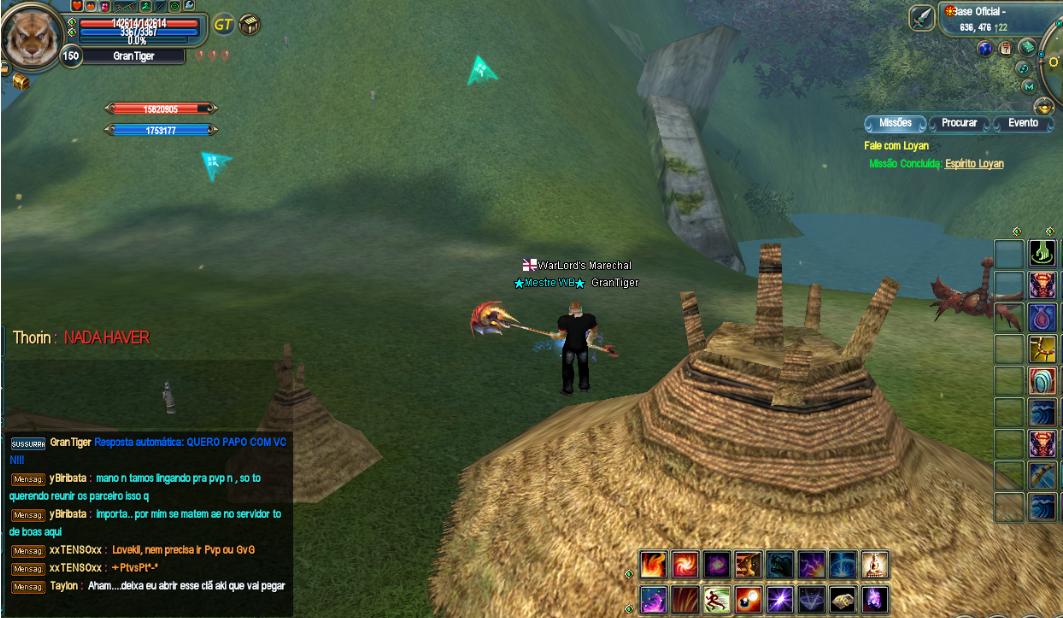 142614/142614
3367/3367
0.0%
150
GranTiger
GT
15820805
1753177
Base Oficial -
636, 476 ↑22
M
Missões
Procurar
Evento
Fale com Loyan
Missão Concluída: Espírito Loyan
WarLord's Marechal
★Mestre WB★ GranTiger
Thorin : NADA HAVER
GranTiger Resposta automática: QUERO PAPO COM VC
N!!!
Mensag. yBiribata : mano n tamos lingando pra pvp n , so to
querendo reunir os parceiro isso q
Mensag. yBiribata : importa.. por mim se matem ae no servidor to
de boas aqui
Mensag. xxTENSOxx : Lovekil, nem precisa ir Pvp ou GvG
Mensag. xxTENSOxx : +PtvsPt*-*
Mensag. Taylon : Aham....deixa eu abrir esse clã aki que vai pegar